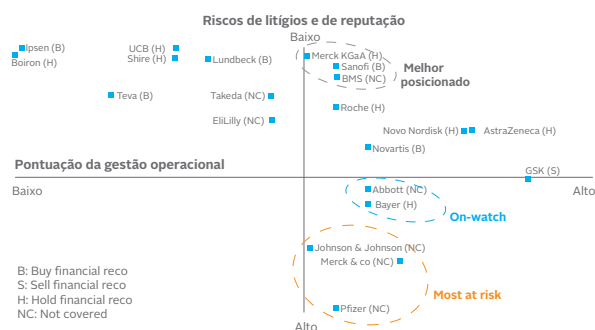 Riscos de litígios e de reputação
Baixo
Ipsen (B)
UCB (H)
Merck KGaA (H)
Boiron (H)
Shire (H)
Lundbeck (B)
Sanofi (B)
Melhor
posicionado
BMS (NC)
Teva (B)
Takeda (NC)
Roche (H)
EliLilly (NC)
Novo Nordisk (H)
AstraZeneca (H)
Novartis (B)
Pontuação da gestão operacional
GSK (S)
Baixo
Alto
Abbott (NC)
Bayer (H)
On-watch
Johnson & Johnson (NC)
Merck & co (NC)
B: Buy financial reco
S: Sell financial reco
H: Hold financial reco
NC: Not covered
Most at risk
Pfizer (NC)
Alto